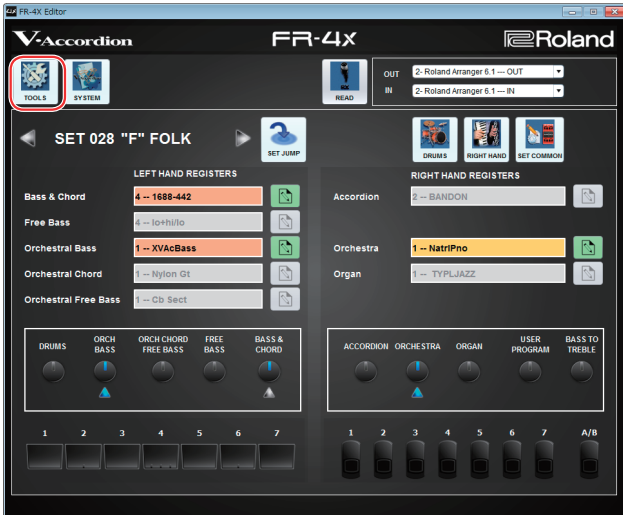 FR-4X Editor
V-Accordion FR-4X Roland
TOOLS SYSTEM READ
OUT 2- Roland Arranger 6.1 --- OUT
IN 2- Roland Arranger 6.1 --- IN
SET 028 "F" FOLK
SET JUMP DRUMS RIGHT HAND SET COMMON
LEFT HAND REGISTERS RIGHT HAND REGISTERS
Bass & Chord 4 -- 1688-442 Accordion 2 -- BANDON
Free Bass 4 -- lo+hi/lo
Orchestral Bass 1 -- XVAcBass Orchestra 1 -- NatrlPno
Orchestral Chord 1 -- Nylon Gt Organ 1 -- TYPLJAZZ
Orchestral Free Bass 1 -- Cb Sect
DRUMS ORCH BASS ORCH CHORD FREE BASS FREE BASS BASS & CHORD ACCORDION ORCHESTRA ORGAN USER PROGRAM BASS TO TREBLE
1 2 3 4 5 6 7 1 2 3 4 5 6 7 A/B